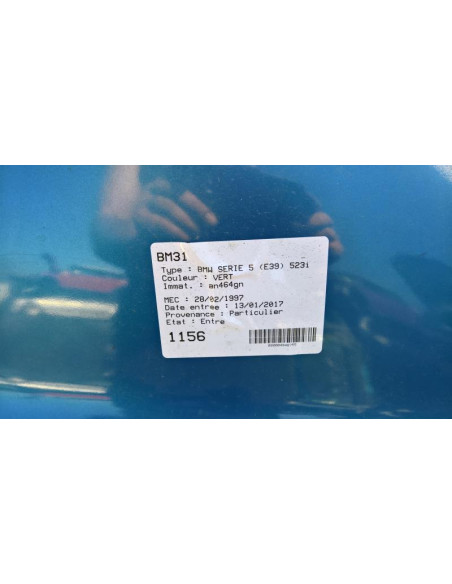 BM31
Type : BMW SERIE 5 (E39) 523i
Couleur : VERT
Immat. : an464gn
MEC : 28/02/1997
Date entree : 13/01/2017
Provenance : Particulier
Etat : Entre
1156